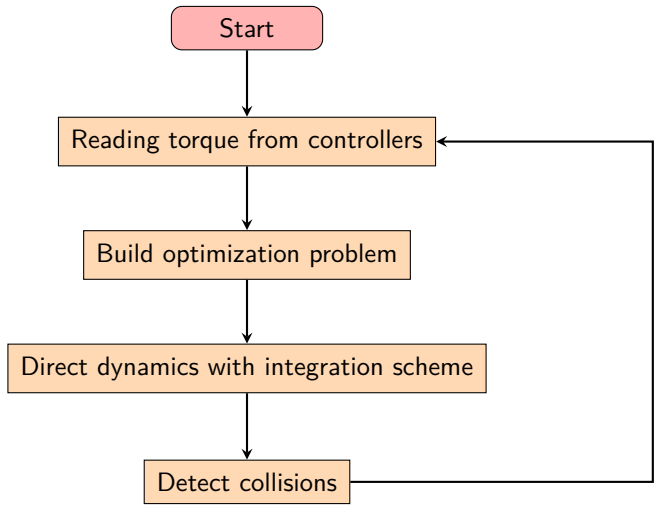 Start
Reading torque from controllers
Build optimization problem
Direct dynamics with integration scheme
Detect collisions